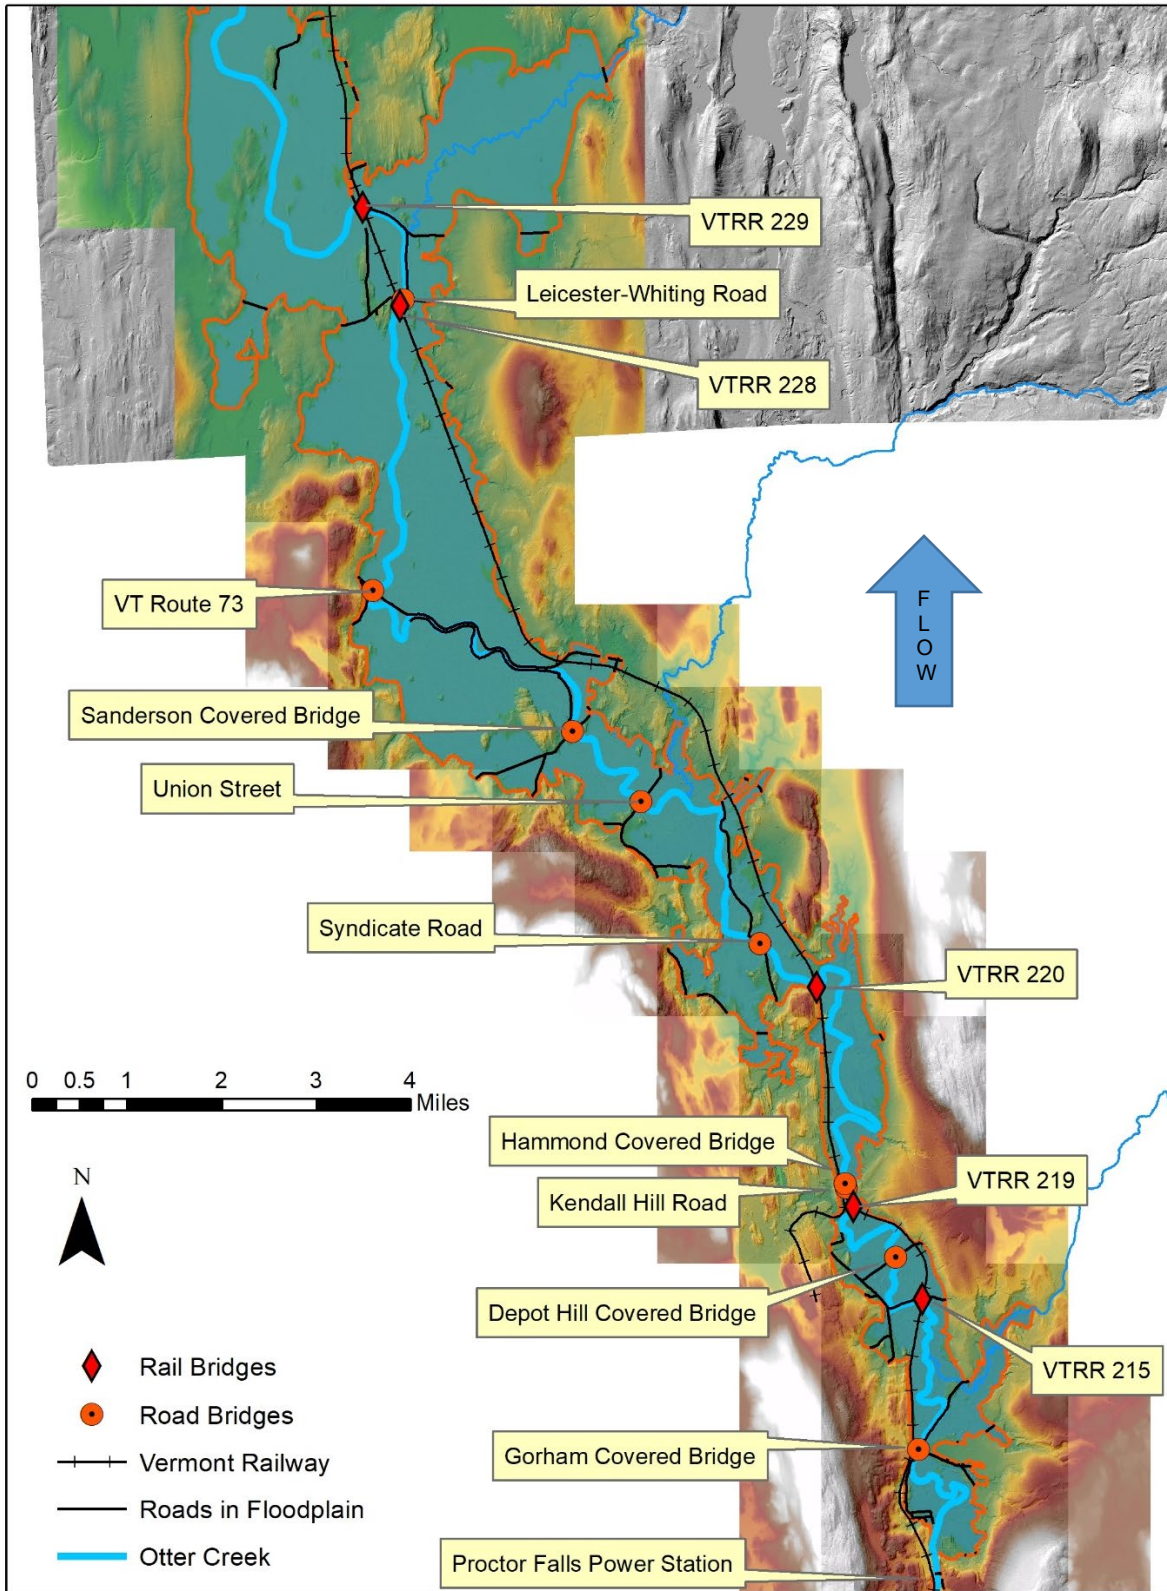 VTRR 229
Leicester-Whiting Road
VTRR 228
F
L
O
W
VT Route 73
Sanderson Covered Bridge
Union Street
Syndicate Road
VTRR 220
0 0.5 1 2 3 4
Miles
Hammond Covered Bridge
VTRR 219
Kendall Hill Road
N
Depot Hill Covered Bridge
VTRR 215
Rail Bridges
Road Bridges
Gorham Covered Bridge
Vermont Railway
Roads in Floodplain
Otter Creek
Proctor Falls Power Station